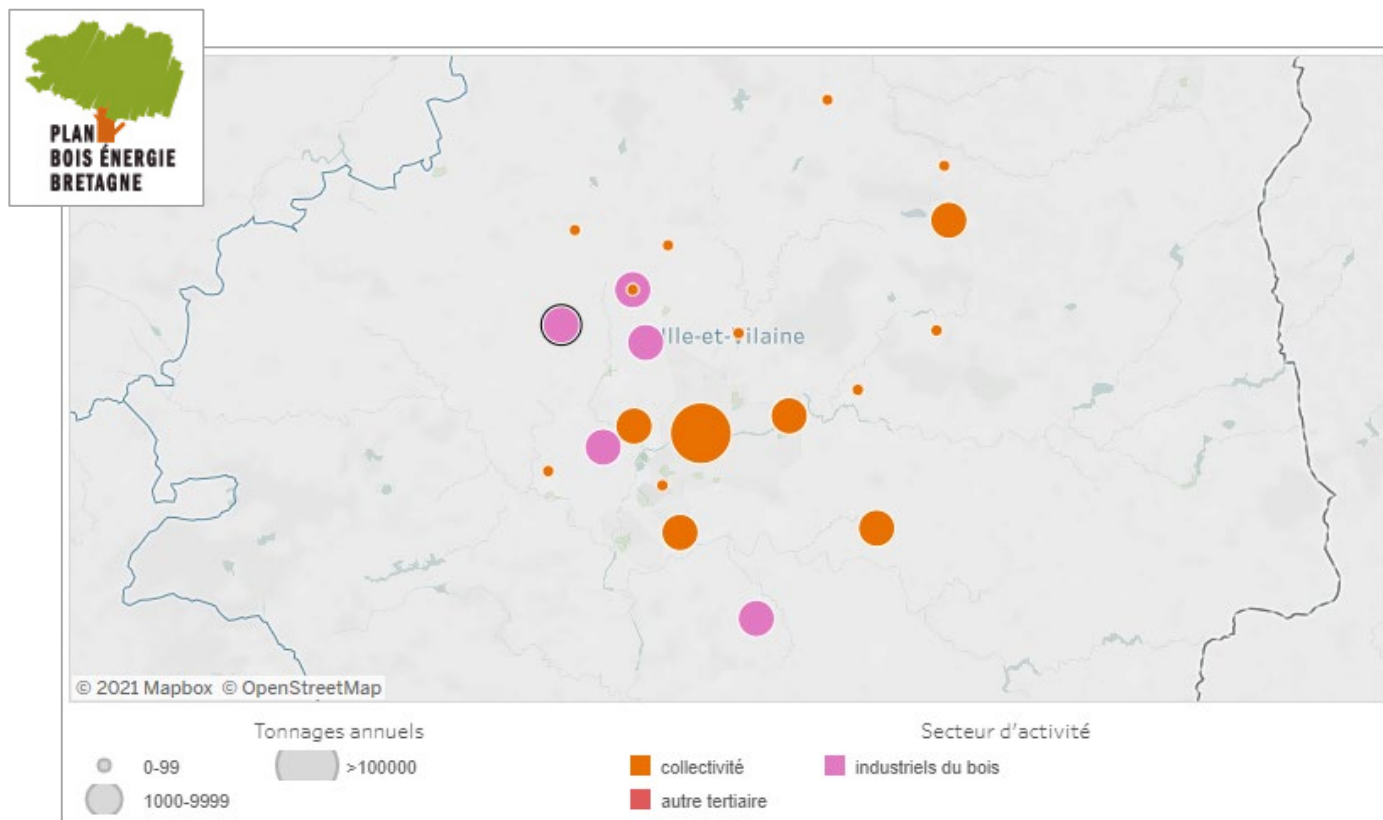 PLAN
BOIS ÉNERGIE
BRETAGNE
Ille-et-Vilaine
© 2021 Mapbox © OpenStreetMap
Tonnages annuels
0-99
>100000
1000-9999
Secteur d'activité
collectivité
industriels du bois
autre tertiaire